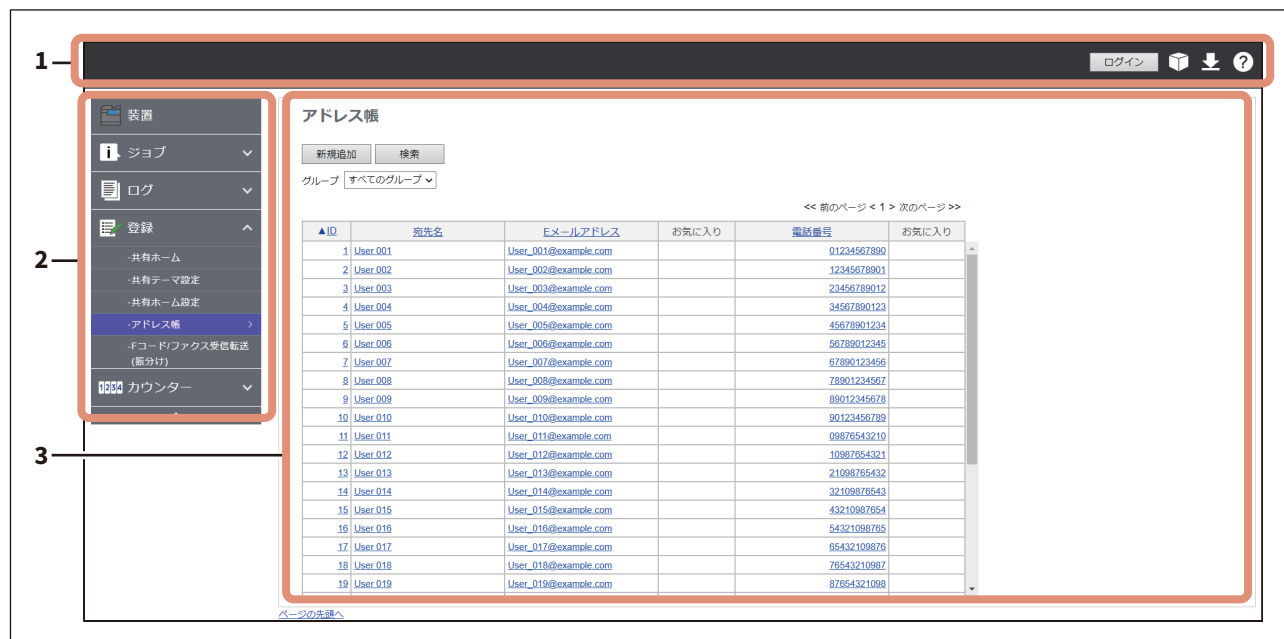 1
ログイン
2
装置
ジョブ
ログ
登録
-共有ホーム
-共有テーマ設定
-共有ホーム設定
-アドレス帳
-Fコード/ファクス受信転送
(振分け)
1234 カウンター
3
アドレス帳
新規追加 検索
グループ すべてのグループ
<< 前のページ < 1 > 次のページ >>
▲ID 宛先名 Eメールアドレス お気に入り 電話番号 お気に入り
1 User 001 User_001@example.com 01234567890
2 User 002 User_002@example.com 12345678901
3 User 003 User_003@example.com 23456789012
4 User 004 User_004@example.com 34567890123
5 User 005 User_005@example.com 45678901234
6 User 006 User_006@example.com 56789012345
7 User 007 User_007@example.com 67890123456
8 User 008 User_008@example.com 78901234567
9 User 009 User_009@example.com 89012345678
10 User 010 User_010@example.com 90123456789
11 User 011 User_011@example.com 09876543210
12 User 012 User_012@example.com 10987654321
13 User 013 User_013@example.com 21098765432
14 User 014 User_014@example.com 32109876543
15 User 015 User_015@example.com 43210987654
16 User 016 User_016@example.com 54321098765
17 User 017 User_017@example.com 65432109876
18 User 018 User_018@example.com 76543210987
19 User 019 User_019@example.com 87654321098
ページの先頭へ